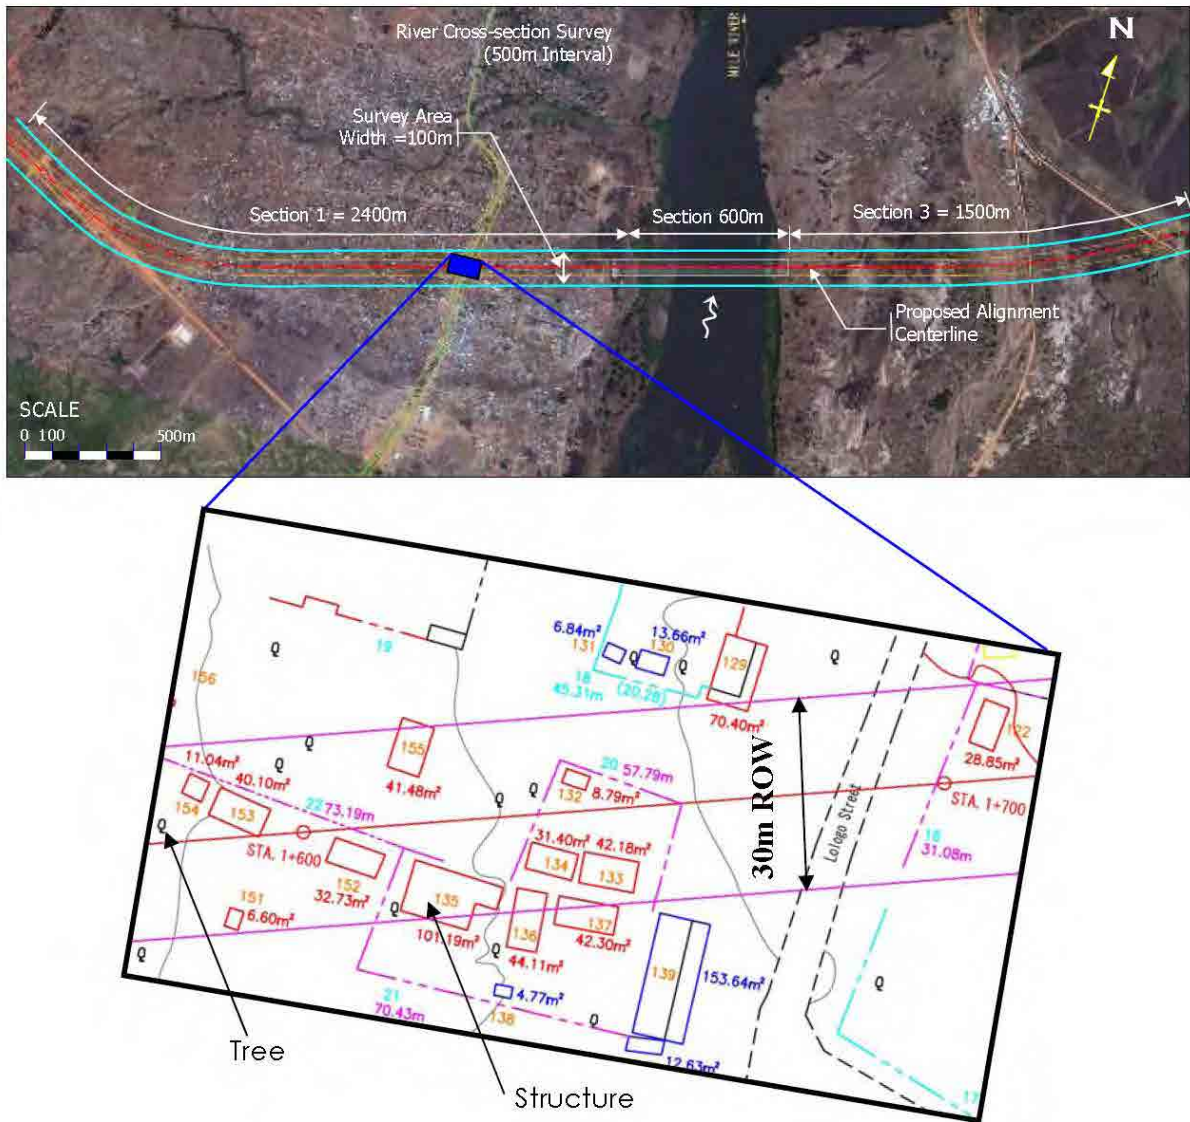 River Cross-section Survey
(500m Interval)
NILE RIVER
N
Survey Area
Width =100m
Section 1 = 2400m
Section 600m
Section 3 = 1500m
Proposed Alignment
Centerline
SCALE
0 100 500m
6.84m²
13.66m²
131
130
129
19
18
45.31m
(20.28)
70.40m²
156
122
28.85m²
155
41.48m²
11.04m²
40.10m²
154
153
22
73.19m
20
57.79m
132
8.79m²
30m ROW
Lologo Street
STA. 1+700
STA. 1+600
18
31.08m
31.40m²
42.18m²
134
133
152
32.73m²
135
101.19m²
151
6.60m²
136
44.11m²
137
42.30m²
139
153.64m²
4.77m²
138
21
70.43m
12.63m²
17
Tree
Structure